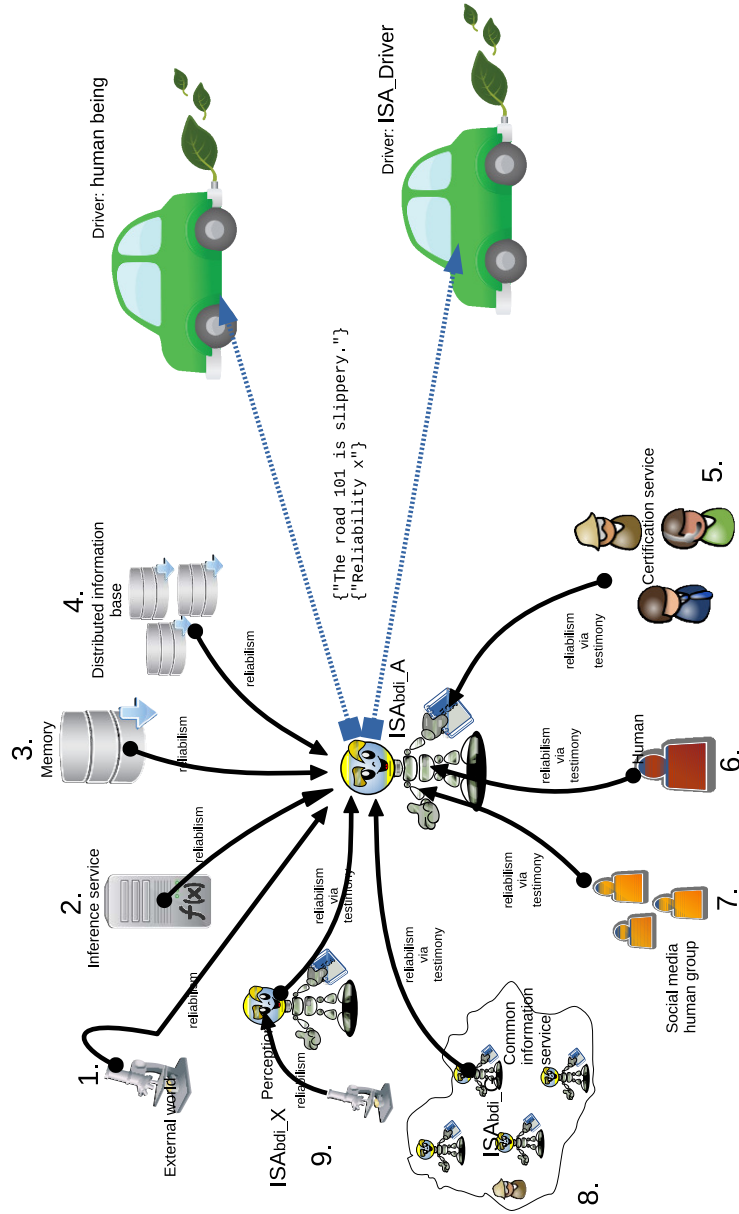 1.
External world
reliabilism
2.
Inference service
f(x)
reliabilism
3.
Memory
reliabilism
4.
Distributed information
base
reliabilism
Driver: human being
Driver: ISA_Driver
{"The road 101 is slippery."}
{"Reliability x"}
ISAbdi_A
ISAbdi_X
Perception
reliabilism
9.
reliabilism
via
testimony
8.
Common
information
service
ISAbdi_
reliabilism
via
testimony
7.
Social media
human group
reliabilism
via
testimony
6.
Human
reliabilism
via
testimony
5.
Certification service
reliabilism
via
testimony